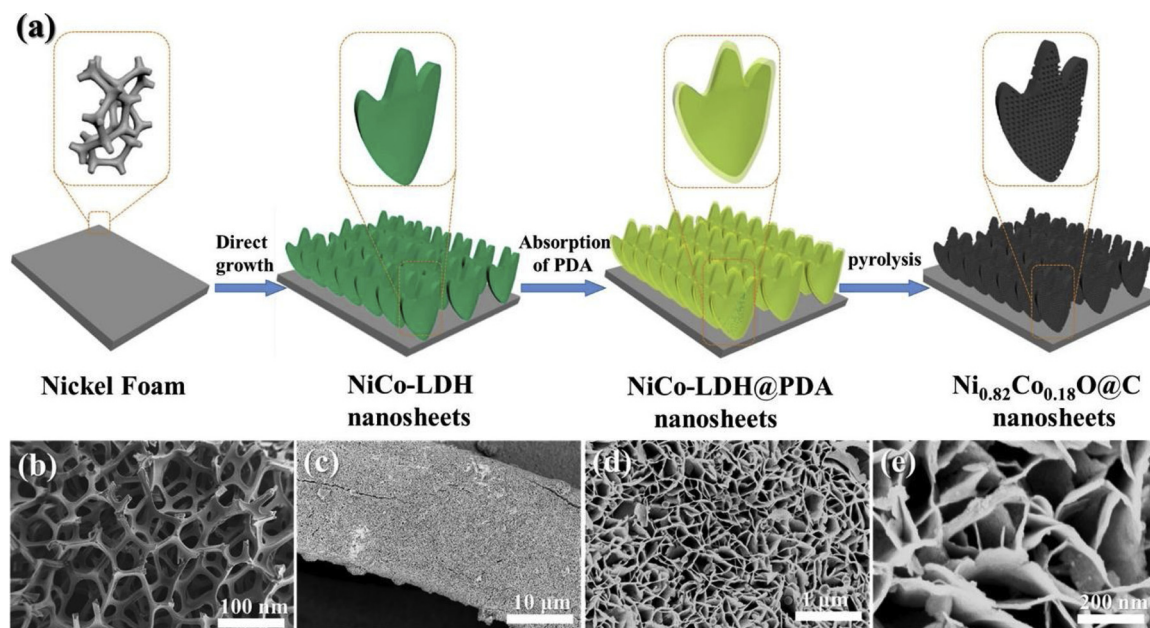 (a)
Direct
growth
Absorption
of PDA
pyrolysis
Nickel Foam
NiCo-LDH
nanosheets
NiCo-LDH@PDA
nanosheets
Ni₀.₈₂Co₀.₁₈O@C
nanosheets
(b)
100 nm
(c)
10 μm
(d)
1 μm
(e)
200 nm